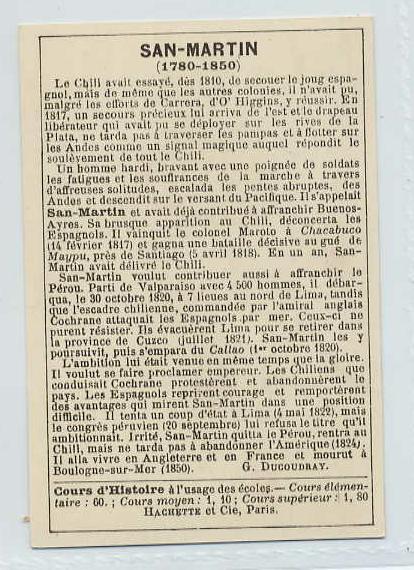 SAN-MARTIN
(1780-1850)
Le Chili avait essayé, dès 1810, de secouer le joug espa-
gnol, mais de même que les autres colonies, il n'avait pu,
malgré les efforts de Carrera, d'O' Higgins, y réussir. En
1817, un secours précieux lui arriva de l'est et le drapeau
libérateur qui avait pu se déployer sur les rives de la
Plata, ne tarda pas à traverser les pampas et à flotter sur
les Andes comme un signal magique auquel répondit le
soulèvement de tout le Chili.
Un homme hardi, bravant avec une poignée de soldats
les fatigues et les souffrances de la marche à travers
d'affreuses solitudes, escalada les pentes abruptes, des
Andes et descendit sur le versant du Pacifique. Il s'appelait
San-Martin et avait déjà contribué à affranchir Buenos-
Ayres. Sa brusque apparition au Chili, déconcerta les
Espagnols. Il vainquit le colonel Maroto à Chacabuco
(14 février 1817) et gagna une bataille décisive au gué de
Maypu, près de Santiago (5 avril 1818). En un an, San-
Martin avait délivré le Chili.
San-Martin voulut contribuer aussi à affranchir le
Pérou. Parti de Valparaiso avec 4 500 hommes, il débar-
qua, le 30 octobre 1820, à 7 lieues au nord de Lima, tandis
que l'escadre chilienne, commandée par l'amiral anglais
Cochrane attaquait les Espagnols par mer. Ceux-ci ne
purent résister. Ils évacuèrent Lima pour se retirer dans
la province de Cuzco (juillet 1821). San-Martin les y
poursuivit, puis s'empara du Callao (1er octobre 1820).
L'ambition lui était venue en même temps que la gloire.
Il voulut se faire proclamer empereur. Les Chiliens que
conduisait Cochrane protestèrent et abandonnèrent le
pays. Les Espagnols reprirent courage et remportèrent
des avantages qui mirent San-Martin dans une position
difficile. Il tenta un coup d'état à Lima (4 mai 1822), mais
le congrès péruvien (20 septembre) lui refusa le titre qu'il
ambitionnait. Irrité, San-Martin quita le Pérou, rentra au
Chili, mais ne tarda pas à abandonner l'Amérique (1824).
Il alla vivre en Angleterre et en France et mourut à
Boulogne-sur-Mer (1850). G. DUCOUDRAY.
Cours d'Histoire à l'usage des écoles.— Cours élémen-
taire : 60. ; Cours moyen : 1, 10 ; Cours supérieur : 1, 80
HACHETTE et Cie, Paris.